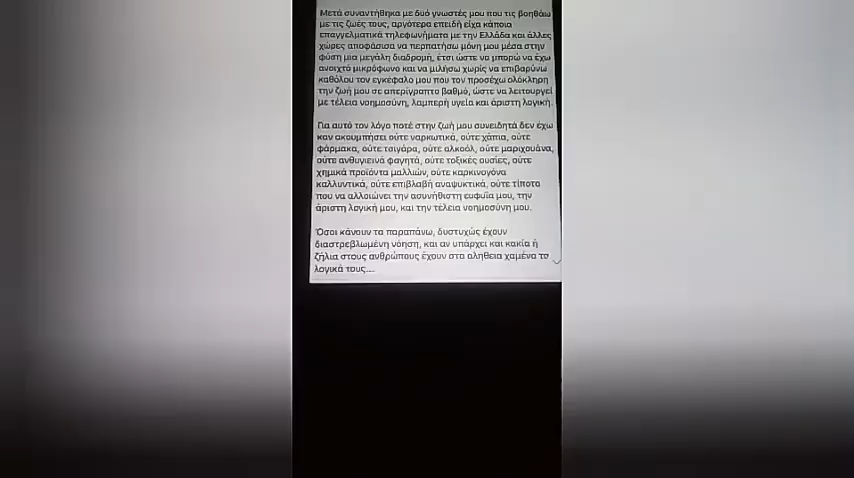 Μετά συναντήθηκα με δυό γνωστές μου που τις βοηθάω
με τις ζωές τους, αργότερα επειδή είχα κάποια
επαγγελματικά τηλεφωνήματα με την Ελλάδα και άλλες
χώρες αποφάσισα να περπατήσω μόνη μου μέσα στην
φύση μια μεγάλη διαδρομή, έτσι ώστε να μπορώ να έχω
ανοιχτό μικρόφωνο και να μιλήσω χωρίς να επιβαρύνω
καθόλου τον εγκέφαλο μου που τον προσέχω ολόκληρη
την ζωή μου σε απερίγραπτο βαθμό, ώστε να λειτουργεί
με τέλεια νοημοσύνη, λαμπερή υγεία και άριστη λογική.
Για αυτό τον λόγο ποτέ στην ζωή μου συνειδητά δεν έχω
καν ακουμπήσει ούτε ναρκωτικά, ούτε χάπια, ούτε
φάρμακα, ούτε τσιγάρα, ούτε αλκοόλ, ούτε μαριχουάνα,
ούτε ανθυγιεινά φαγητά, ούτε τοξικές ουσίες, ούτε
χημικά προϊόντα μαλλιών, ούτε καρκινογόνα
καλλυντικά, ούτε επιβλαβή αναψυκτικά, ούτε τίποτα
που να αλλοιώνει την ασυνήθιστη ευφυΐα μου, την
άριστη λογική μου, και την τέλεια νοημοσύνη μου.
Όσοι κάνουν τα παραπάνω, δυστυχώς έχουν
διαστρεβλωμένη νόηση, και αν υπάρχει και κακία ή
ζήλια στους ανθρώπους έχουν στα αλήθεια χαμένα το
λογικά τους....